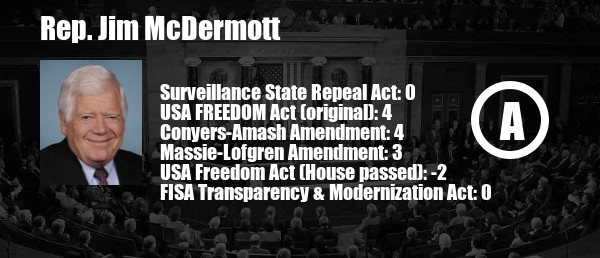 Rep. Jim McDermott
Surveillance State Repeal Act: 0
USA FREEDOM Act (original): 4
Conyers-Amash Amendment: 4
Massie-Lofgren Amendment: 3
USA Freedom Act (House passed): -2
FISA Transparency & Modernization Act: 0
A